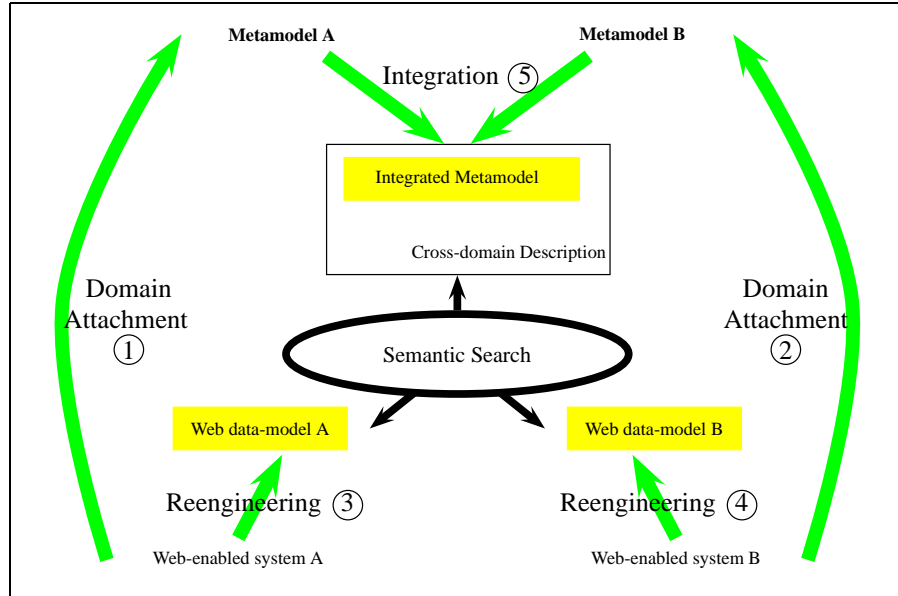 Metamodel A
Metamodel B
Integration 5
Integrated Metamodel
Cross-domain Description
Domain
Attachment
1
Domain
Attachment
2
Semantic Search
Web data-model A
Web data-model B
Reengineering 3
Reengineering 4
Web-enabled system A
Web-enabled system B